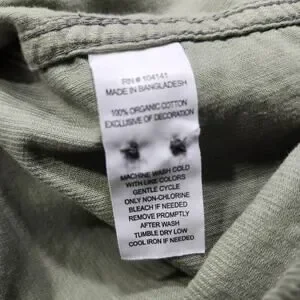 RN # 104141
MADE IN BANGLADESH
100% ORGANIC COTTON
EXCLUSIVE OF DECORATION
MACHINE WASH COLD
WITH LIKE COLORS
GENTLE CYCLE
ONLY NON-CHLORINE
BLEACH IF NEEDED
REMOVE PROMPTLY
AFTER WASH
TUMBLE DRY LOW
COOL IRON IF NEEDED